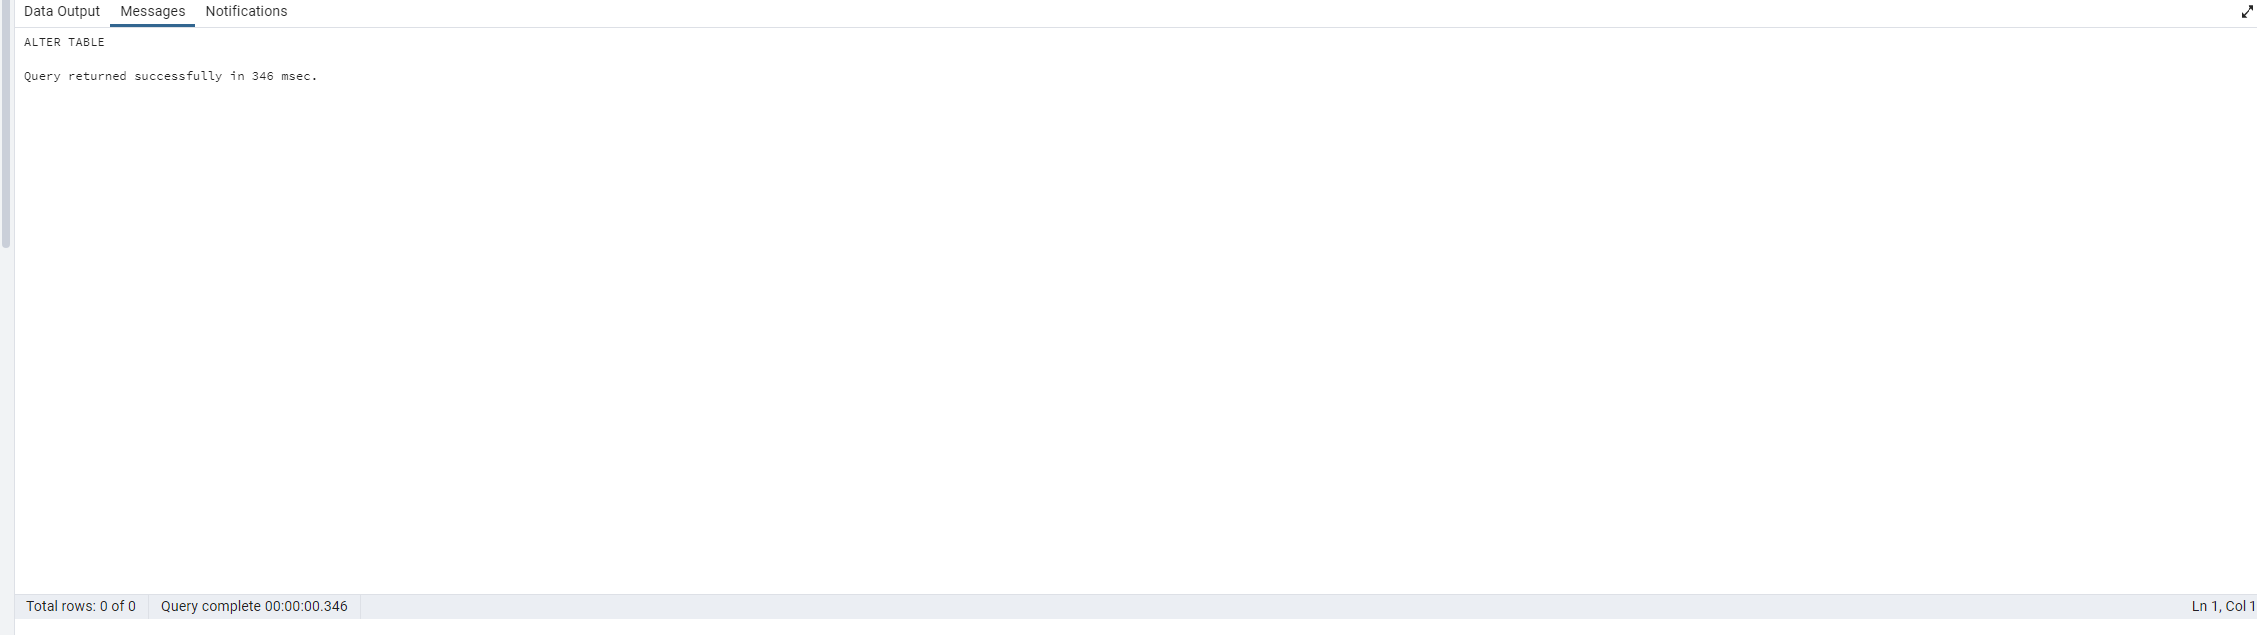 Data Output Messages Notifications
ALTER TABLE
Query returned successfully in 346 msec.
Total rows: 0 of 0 Query complete 00:00:00.346 Ln 1, Col 1